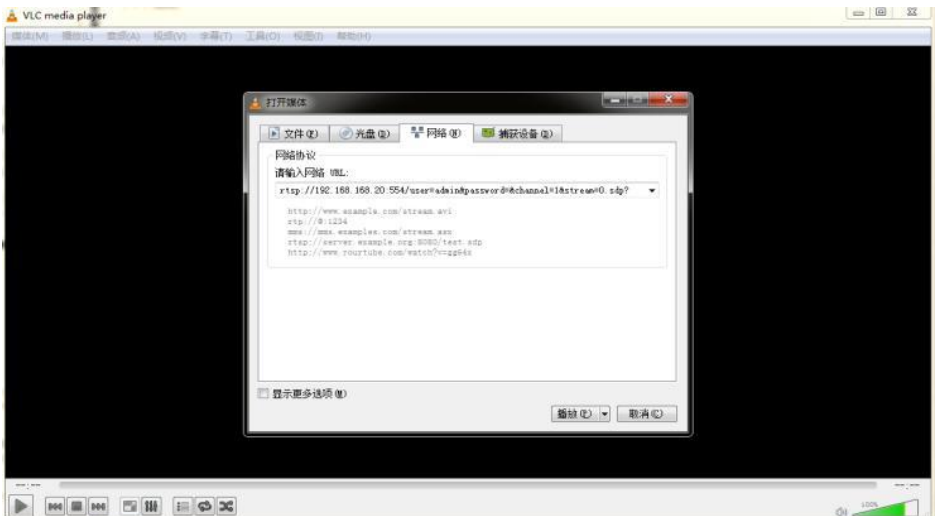 VLC media player
媒体(M) 播放(L) 音频(A) 视频(V) 字幕(T) 工具(O) 视图(I) 帮助(H)
打开媒体
文件(F) 光盘(D) 网络(N) 捕获设备(D)
网络协议
请输入网络 URL:
rtsp://192.168.168.20:554/user=admin&password=&channel=1&stream=0.sdp?
http://www.example.com/stream.avi
rtp://@:1234
mms://mms.examples.com/stream.asx
rtsp://server.example.org:8080/test.sdp
http://www.yourtube.com/watch?v=gg64x
显示更多选项(M)
播放(P) 取消(C)
--:-- --:--
100%